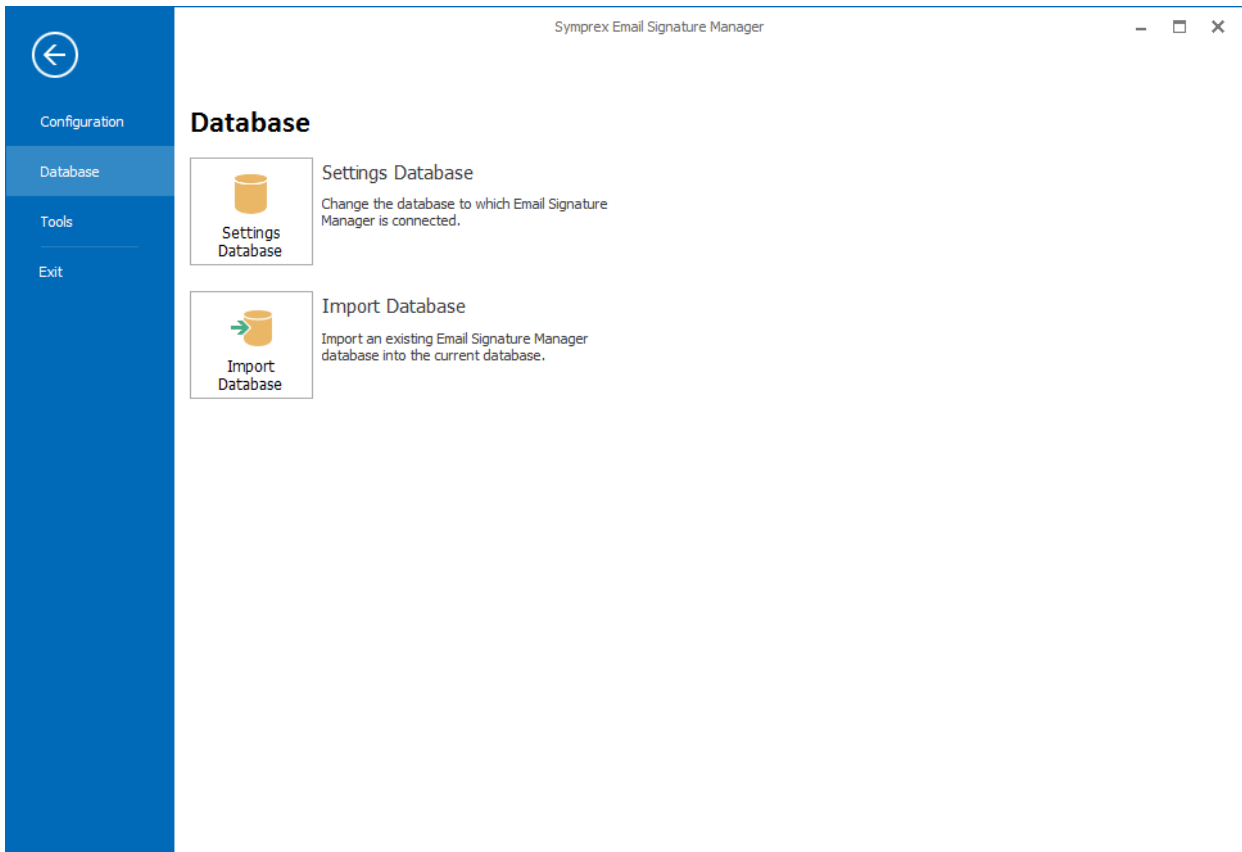 Symprex Email Signature Manager
Configuration
Database
Tools
Exit
Database
Settings
Database
Settings Database
Change the database to which Email Signature
Manager is connected.
Import
Database
Import Database
Import an existing Email Signature Manager
database into the current database.